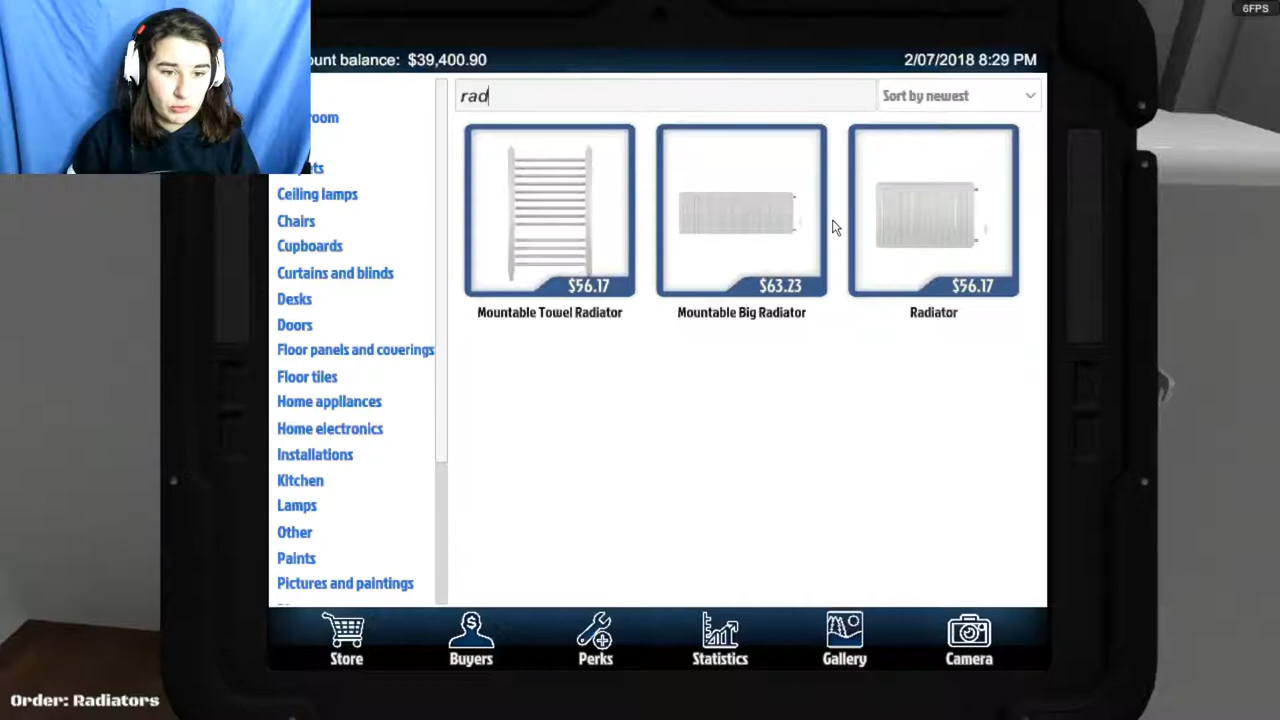 6FPS
ount balance: $39,400.90
2/07/2018 8:29 PM
rad
Sort by newest
Ceiling lamps
Chairs
Cupboards
Curtains and blinds
Desks
Doors
Floor panels and coverings
Floor tiles
Home appliances
Home electronics
Installations
Kitchen
Lamps
Other
Paints
Pictures and paintings
$56.17
$63.23
$56.17
Mountable Towel Radiator
Mountable Big Radiator
Radiator
Store
Buyers
Perks
Statistics
Gallery
Camera
Order: Radiators